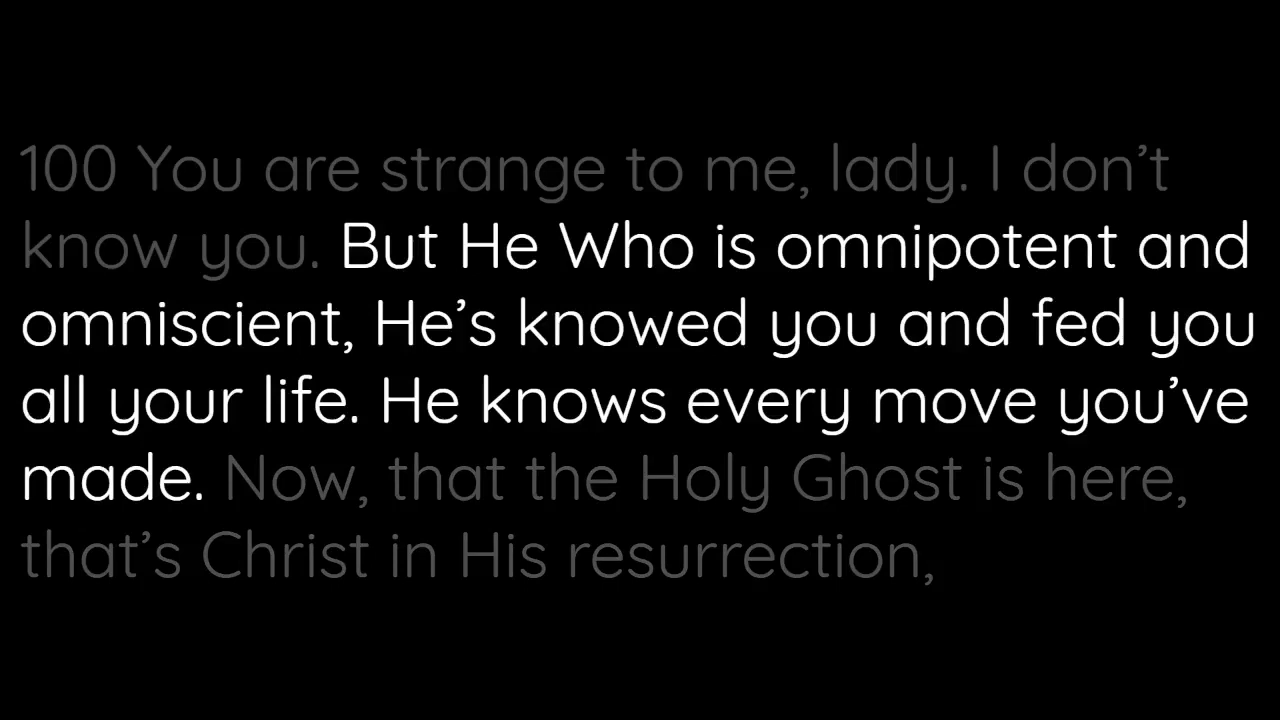 100 You are strange to me, lady. I don’t
know you. But He Who is omnipotent and
omniscient, He’s knowed you and fed you
all your life. He knows every move you’ve
made. Now, that the Holy Ghost is here,
that’s Christ in His resurrection,